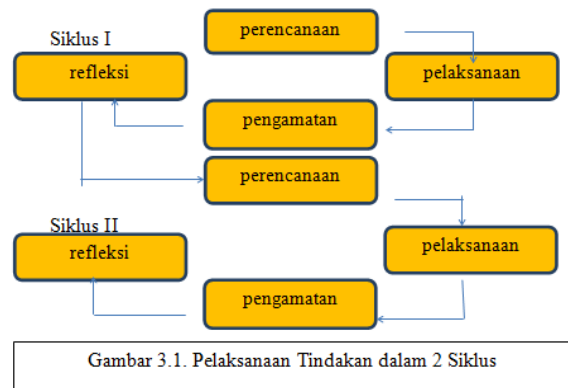 perencanaan
Siklus I
refleksi
pelaksanaan
pengamatan
perencanaan
Siklus II
refleksi
pelaksanaan
pengamatan
Gambar 3.1. Pelaksanaan Tindakan dalam 2 Siklus